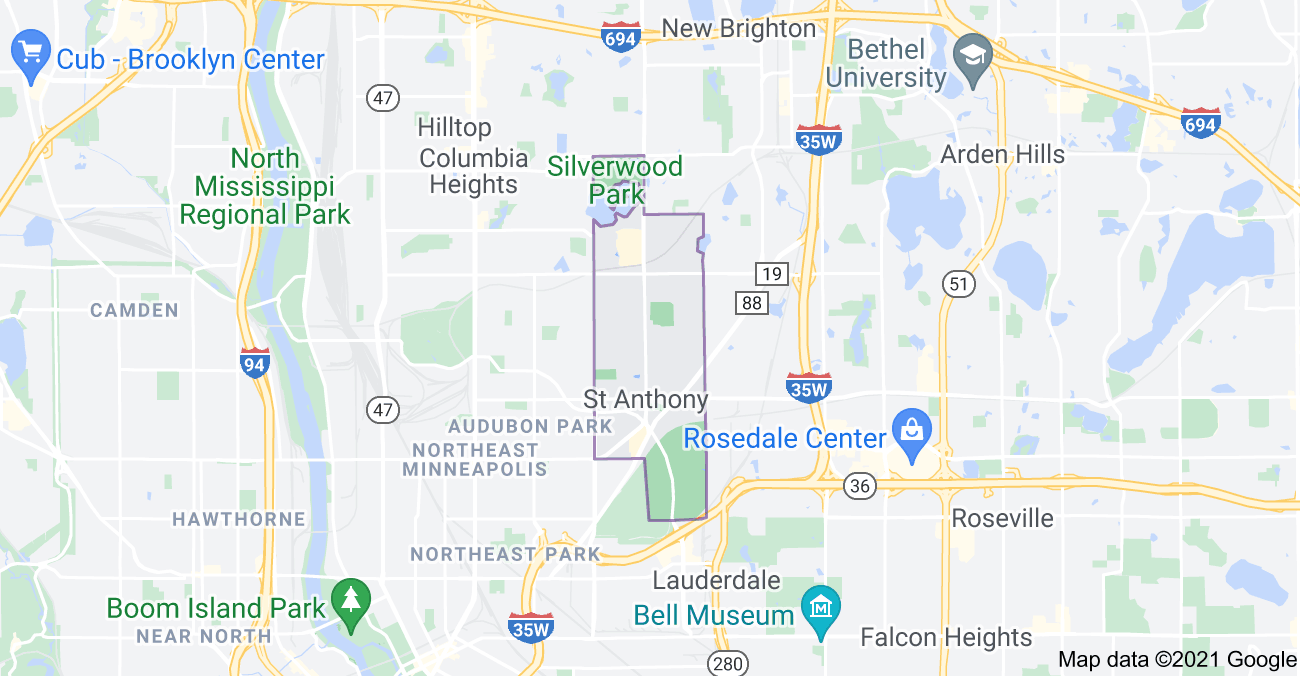 694
New Brighton
Bethel
University
Cub - Brooklyn Center
47
694
35W
Hilltop
Columbia
Heights
Silverwood
Park
Arden Hills
North
Mississippi
Regional Park
19
51
88
CAMDEN
94
35W
St Anthony
47
AUDUBON PARK
Rosedale Center
NORTHEAST
MINNEAPOLIS
36
HAWTHORNE
Roseville
NORTHEAST PARK
Lauderdale
Boom Island Park
Bell Museum
35W
NEAR NORTH
Falcon Heights
280
Map data ©2021 Google